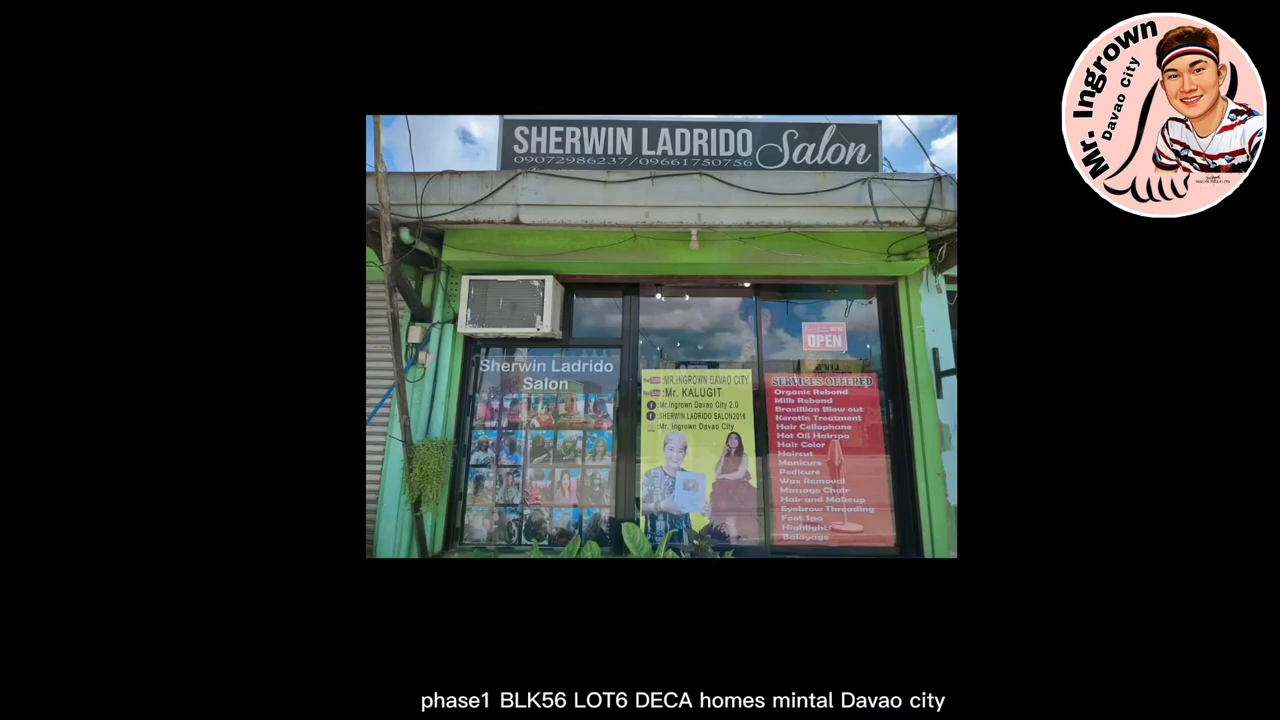 Mr. Ingrown
Davao City
SHERWIN LADRIDO Salon
09072986237/09661750756
OPEN
Sherwin Ladrido
Salon
:MR.INGROWN DAVAO CITY
:Mr. KALUGIT
:Mr.Ingrown Davao City 2.0
:SHERWIN LADRIDO SALON2016
:Mr. Ingrown Davao City
SERVICES OFFERED
Organic Rebond
Milk Rebond
Brazillian Blow out
Keratin Treatment
Hair Cellophane
Hot Oil Hairspa
Hair Color
Haircut
Manicure
Pedicure
Wax Removal
Massage Chair
Hair and Makeup
Eyebrow Threading
Foot Spa
Highlights
Balayage
phase1 BLK56 LOT6 DECA homes mintal Davao city